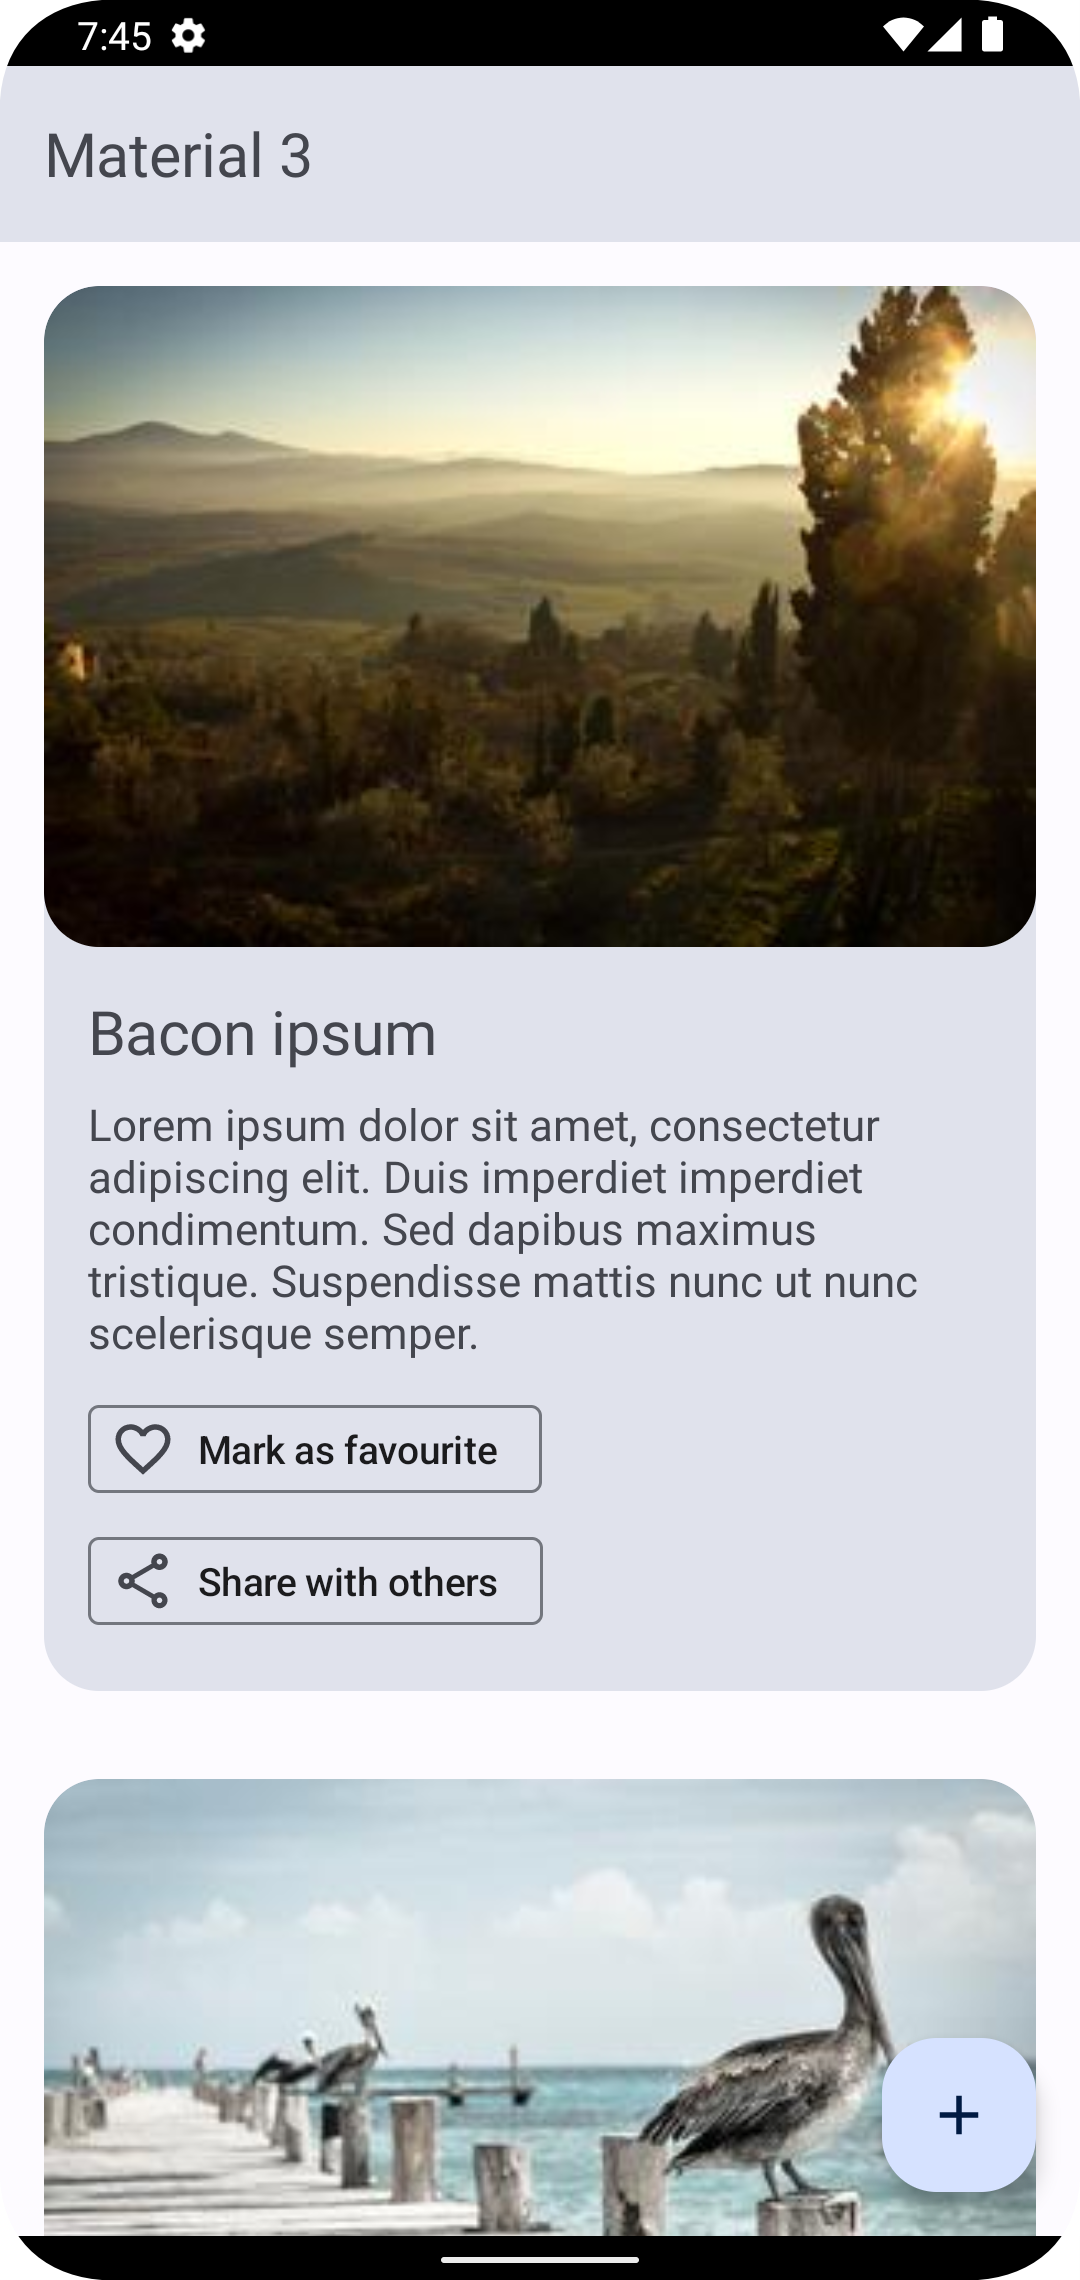 7:45
Material 3
Bacon ipsum
Lorem ipsum dolor sit amet, consectetur
adipiscing elit. Duis imperdiet imperdiet
condimentum. Sed dapibus maximus
tristique. Suspendisse mattis nunc ut nunc
scelerisque semper.
Mark as favourite
Share with others